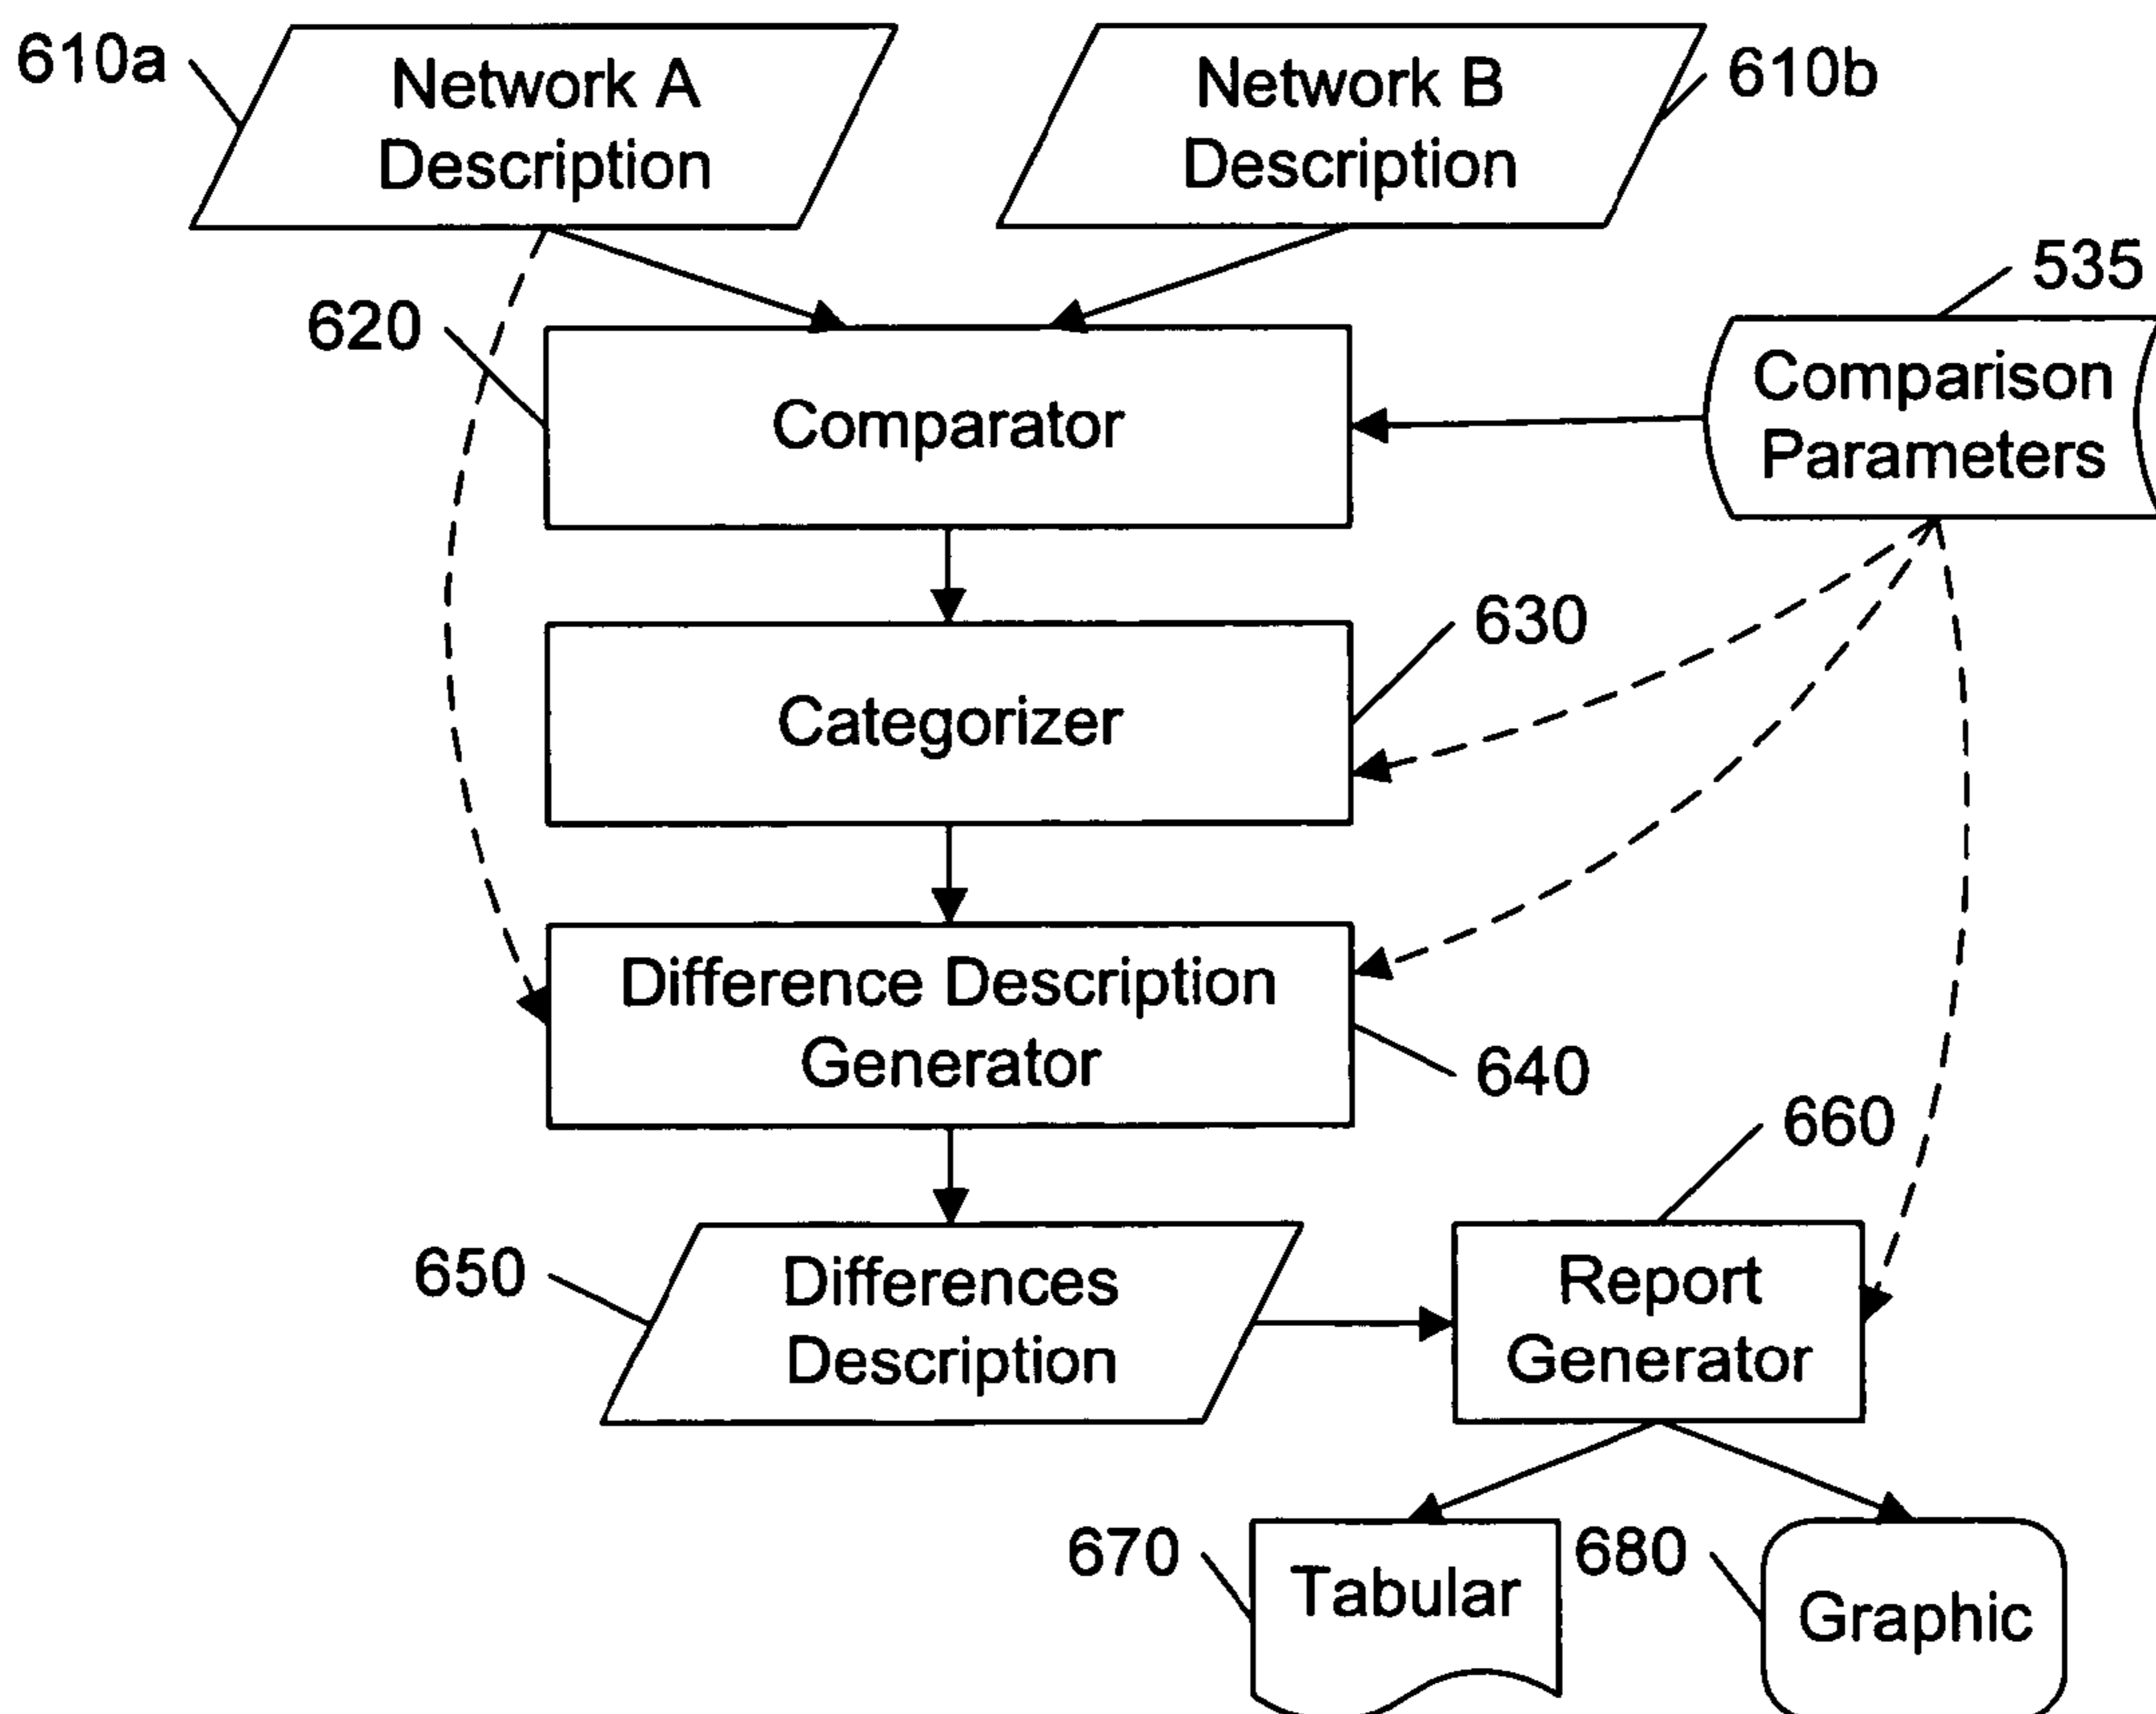 610a
Network A
Description
Network B
Description
610b
535
620
Comparator
Comparison
Parameters
630
Categorizer
Difference Description
Generator
640
660
650
Differences
Description
Report
Generator
670
Tabular
680
Graphic